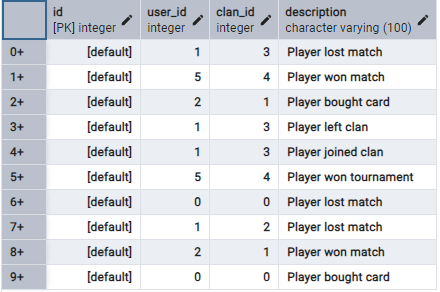 id user_id clan_id description
[PK] integer integer integer character varying (100)
0+ [default] 1 3 Player lost match
1+ [default] 5 4 Player won match
2+ [default] 2 1 Player bought card
3+ [default] 1 3 Player left clan
4+ [default] 1 3 Player joined clan
5+ [default] 5 4 Player won tournament
6+ [default] 0 0 Player lost match
7+ [default] 1 2 Player lost match
8+ [default] 2 1 Player won match
9+ [default] 0 0 Player bought card